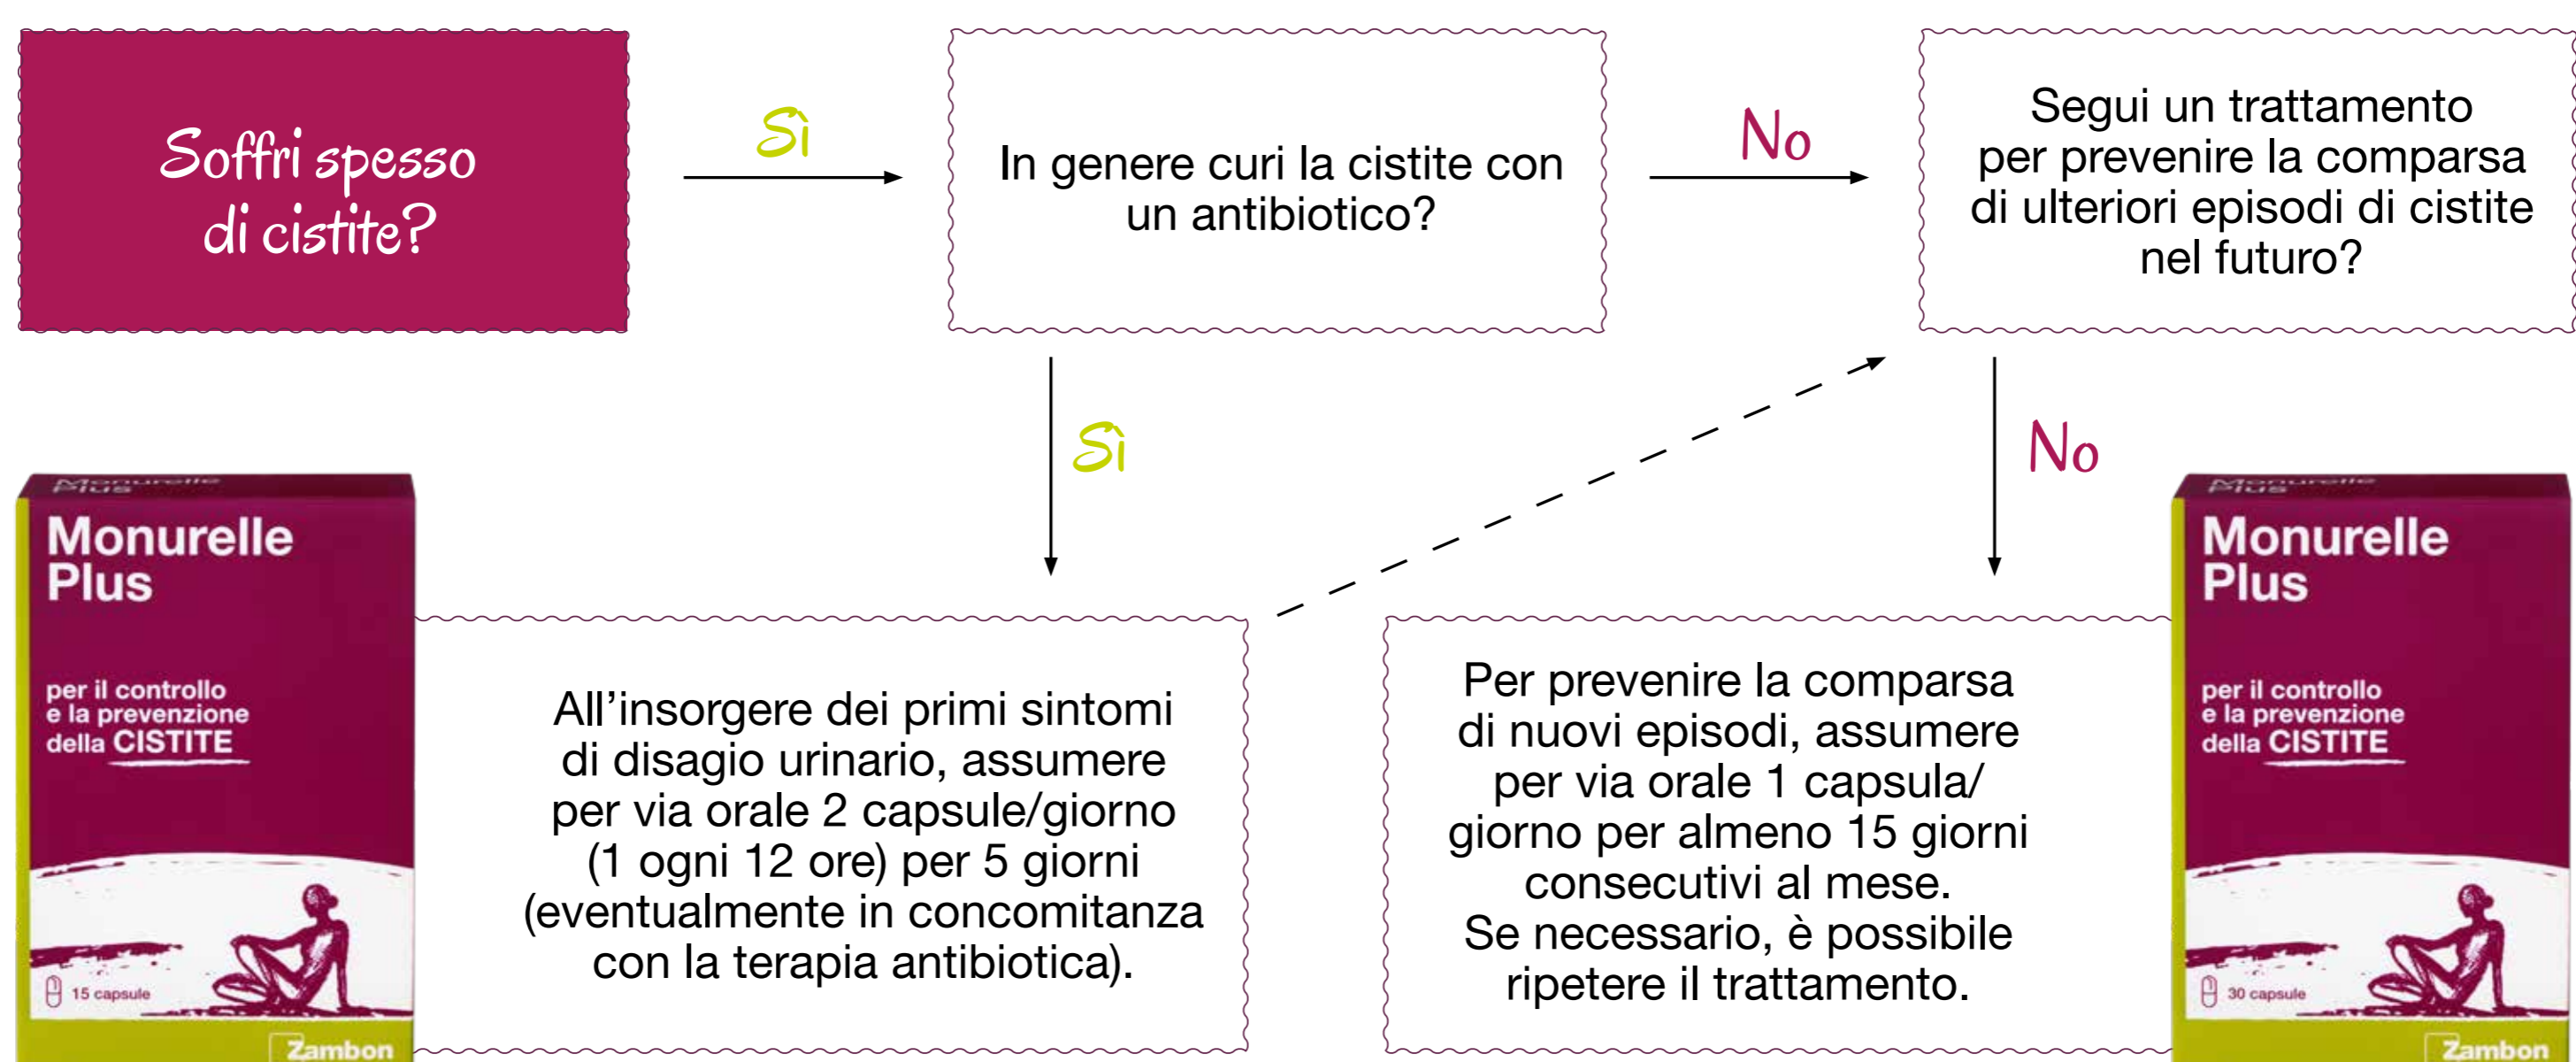 Soffri spesso
di cistite?
Sì
In genere curi la cistite con
un antibiotico?
No
Segui un trattamento
per prevenire la comparsa
di ulteriori episodi di cistite
nel futuro?
Sì
No
Monurelle
Plus
Monurelle
Plus
per il controllo
e la prevenzione
della CISTITE
15 capsule
Zambon
All’insorgere dei primi sintomi
di disagio urinario, assumere
per via orale 2 capsule/giorno
(1 ogni 12 ore) per 5 giorni
(eventualmente in concomitanza
con la terapia antibiotica).
Per prevenire la comparsa
di nuovi episodi, assumere
per via orale 1 capsula/
giorno per almeno 15 giorni
consecutivi al mese.
Se necessario, è possibile
ripetere il trattamento.
Monurelle
Plus
Monurelle
Plus
per il controllo
e la prevenzione
della CISTITE
30 capsule
Zambon